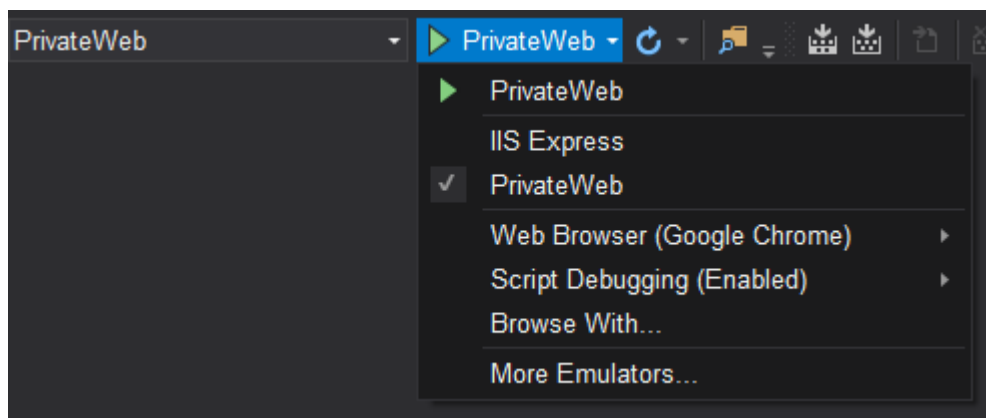 PrivateWeb PrivateWeb
PrivateWeb
IIS Express
PrivateWeb
Web Browser (Google Chrome)
Script Debugging (Enabled)
Browse With...
More Emulators...